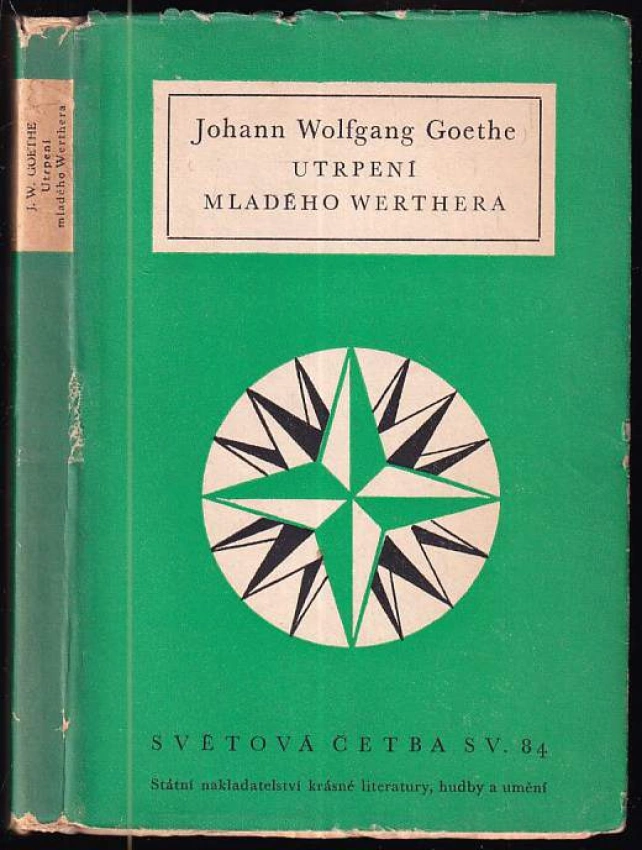 J. W. GOETHE
Utrpení
mladého Werthera
Johann Wolfgang Goethe
UTRPENÍ
MLADÉHO WERTHERA
SVĚTOVÁ ČETBA SV. 84
Státní nakladatelství krásné literatury, hudby a umění